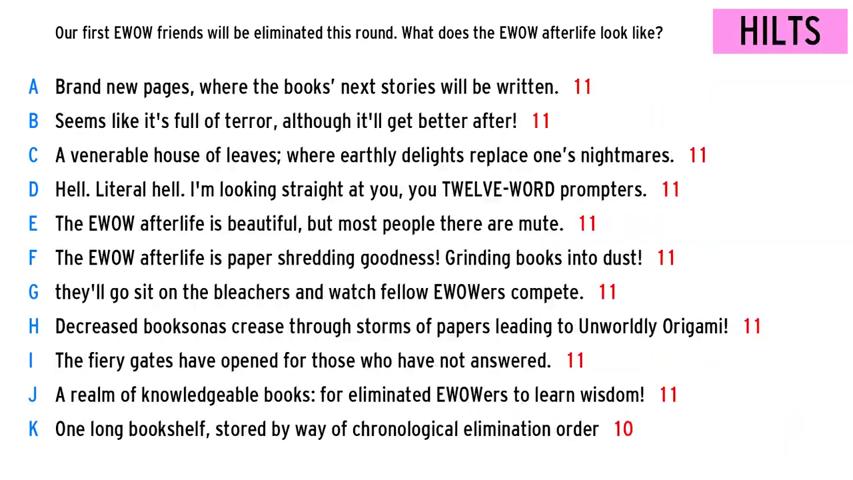 Our first EWOW friends will be eliminated this round. What does the EWOW afterlife look like?
HILTS
A Brand new pages, where the books’ next stories will be written. 11
B Seems like it's full of terror, although it'll get better after! 11
C A venerable house of leaves; where earthly delights replace one’s nightmares. 11
D Hell. Literal hell. I'm looking straight at you, you TWELVE-WORD prompters. 11
E The EWOW afterlife is beautiful, but most people there are mute. 11
F The EWOW afterlife is paper shredding goodness! Grinding books into dust! 11
G they'll go sit on the bleachers and watch fellow EWOWers compete. 11
H Decreased booksonas crease through storms of papers leading to Unworldly Origami! 11
I The fiery gates have opened for those who have not answered. 11
J A realm of knowledgeable books: for eliminated EWOWers to learn wisdom! 11
K One long bookshelf, stored by way of chronological elimination order 10